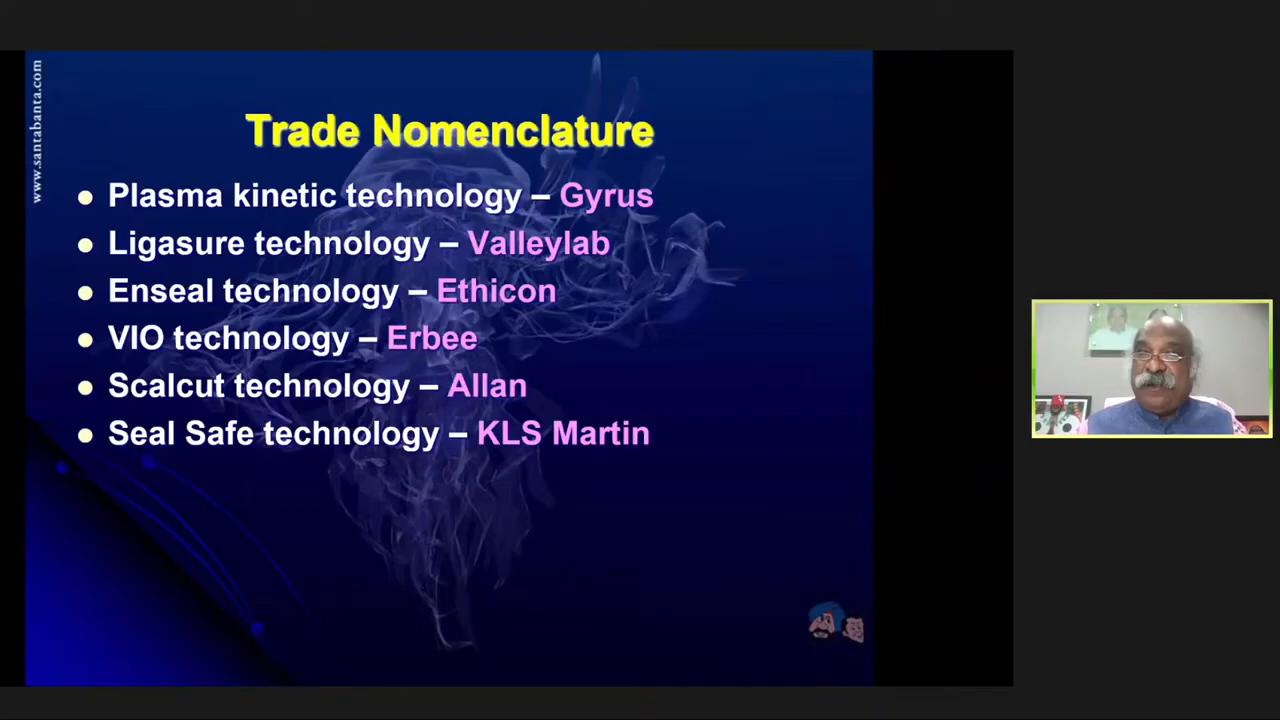 www.santabanta.com
Trade Nomenclature
Plasma kinetic technology – Gyrus
Ligasure technology – Valleylab
Enseal technology – Ethicon
VIO technology – Erbee
Scalcut technology – Allan
Seal Safe technology – KLS Martin